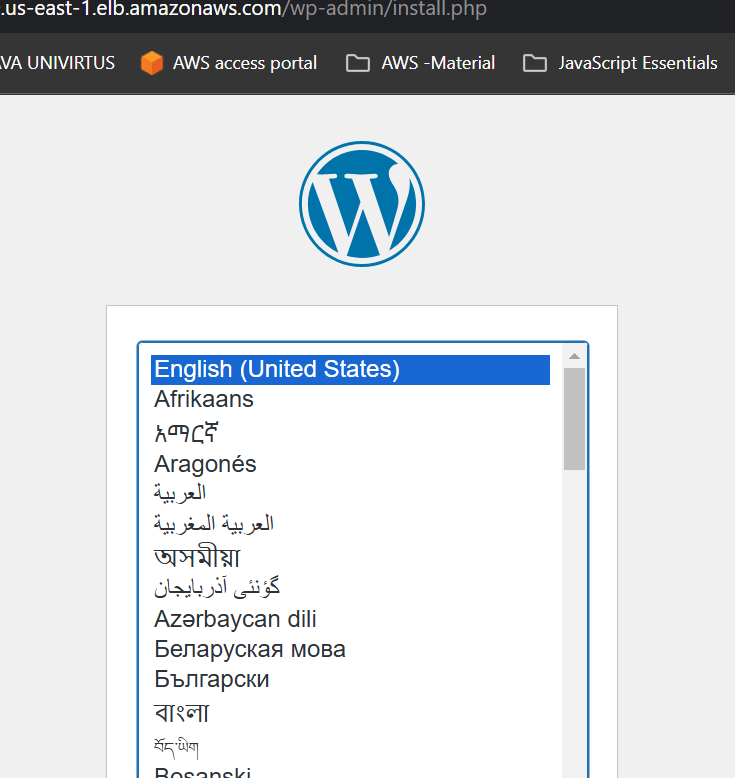 .us-east-1.elb.amazonaws.com/wp-admin/install.php
AVA UNIVIRTUS AWS access portal AWS -Material JavaScript Essentials
English (United States)
Afrikaans
አማርኛ
Aragonés
العربية
العربية المغربية
অসমীয়া
گؤنئی آذربایجان
Azərbaycan dili
Беларуская мова
Български
বাংলা
བོད་ཡིག
Bosanski